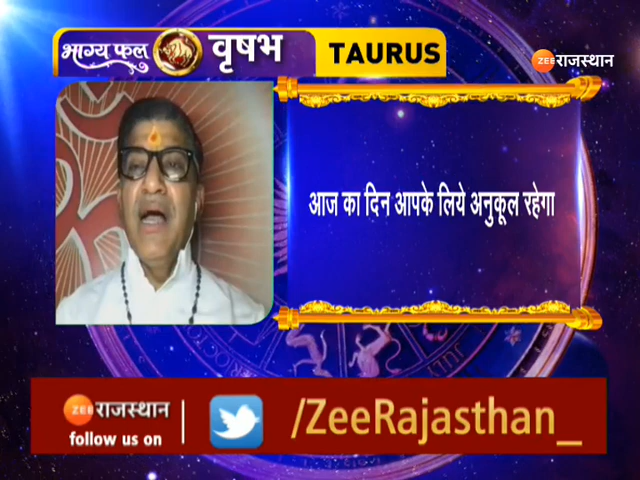 भाग्य फल
वृषभ
TAURUS
ZEE राजस्थान
आज का दिन आपके लिये अनुकूल रहेगा
ZEE राजस्थान
follow us on
/ZeeRajasthan_